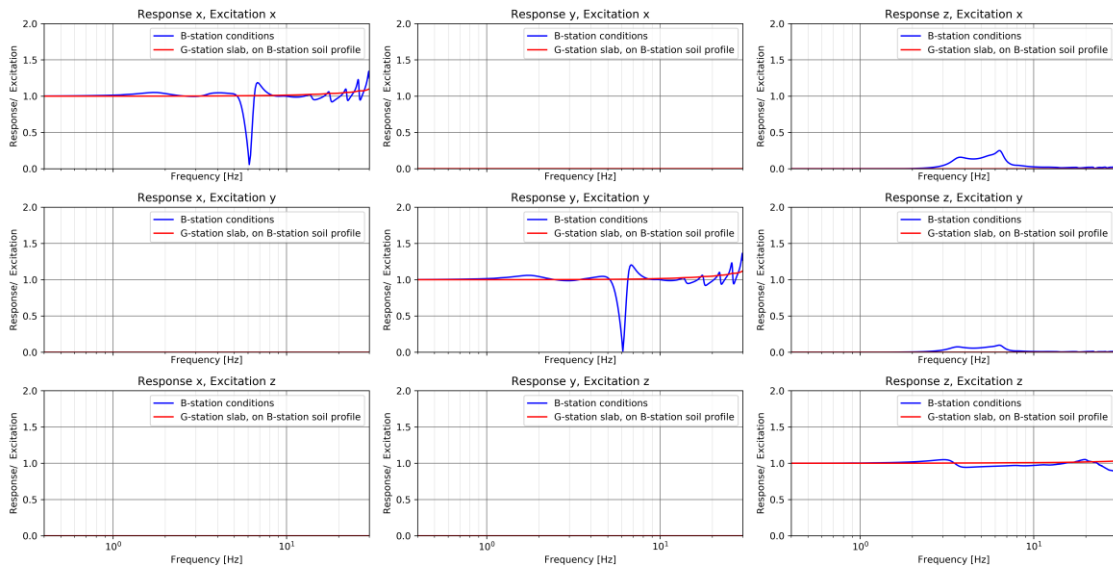 Response x, Excitation x
Response/ Excitation
2.0
1.5
1.0
0.5
0.0
B-station conditions
G-station slab, on B-station soil profile
Frequency [Hz]
Response y, Excitation x
Response/ Excitation
2.0
1.5
1.0
0.5
0.0
B-station conditions
G-station slab, on B-station soil profile
Frequency [Hz]
Response z, Excitation x
Response/ Excitation
2.0
1.5
1.0
0.5
0.0
B-station conditions
G-station slab, on B-station soil profile
Frequency [Hz]
Response x, Excitation y
Response/ Excitation
2.0
1.5
1.0
0.5
0.0
B-station conditions
G-station slab, on B-station soil profile
Frequency [Hz]
Response y, Excitation y
Response/ Excitation
2.0
1.5
1.0
0.5
0.0
B-station conditions
G-station slab, on B-station soil profile
Frequency [Hz]
Response z, Excitation y
Response/ Excitation
2.0
1.5
1.0
0.5
0.0
B-station conditions
G-station slab, on B-station soil profile
Frequency [Hz]
Response x, Excitation z
Response/ Excitation
2.0
1.5
1.0
0.5
0.0
B-station conditions
G-station slab, on B-station soil profile
10⁰ 10¹
Frequency [Hz]
Response y, Excitation z
Response/ Excitation
2.0
1.5
1.0
0.5
0.0
B-station conditions
G-station slab, on B-station soil profile
10⁰ 10¹
Frequency [Hz]
Response z, Excitation z
Response/ Excitation
2.0
1.5
1.0
0.5
0.0
B-station conditions
G-station slab, on B-station soil profile
10⁰ 10¹
Frequency [Hz]